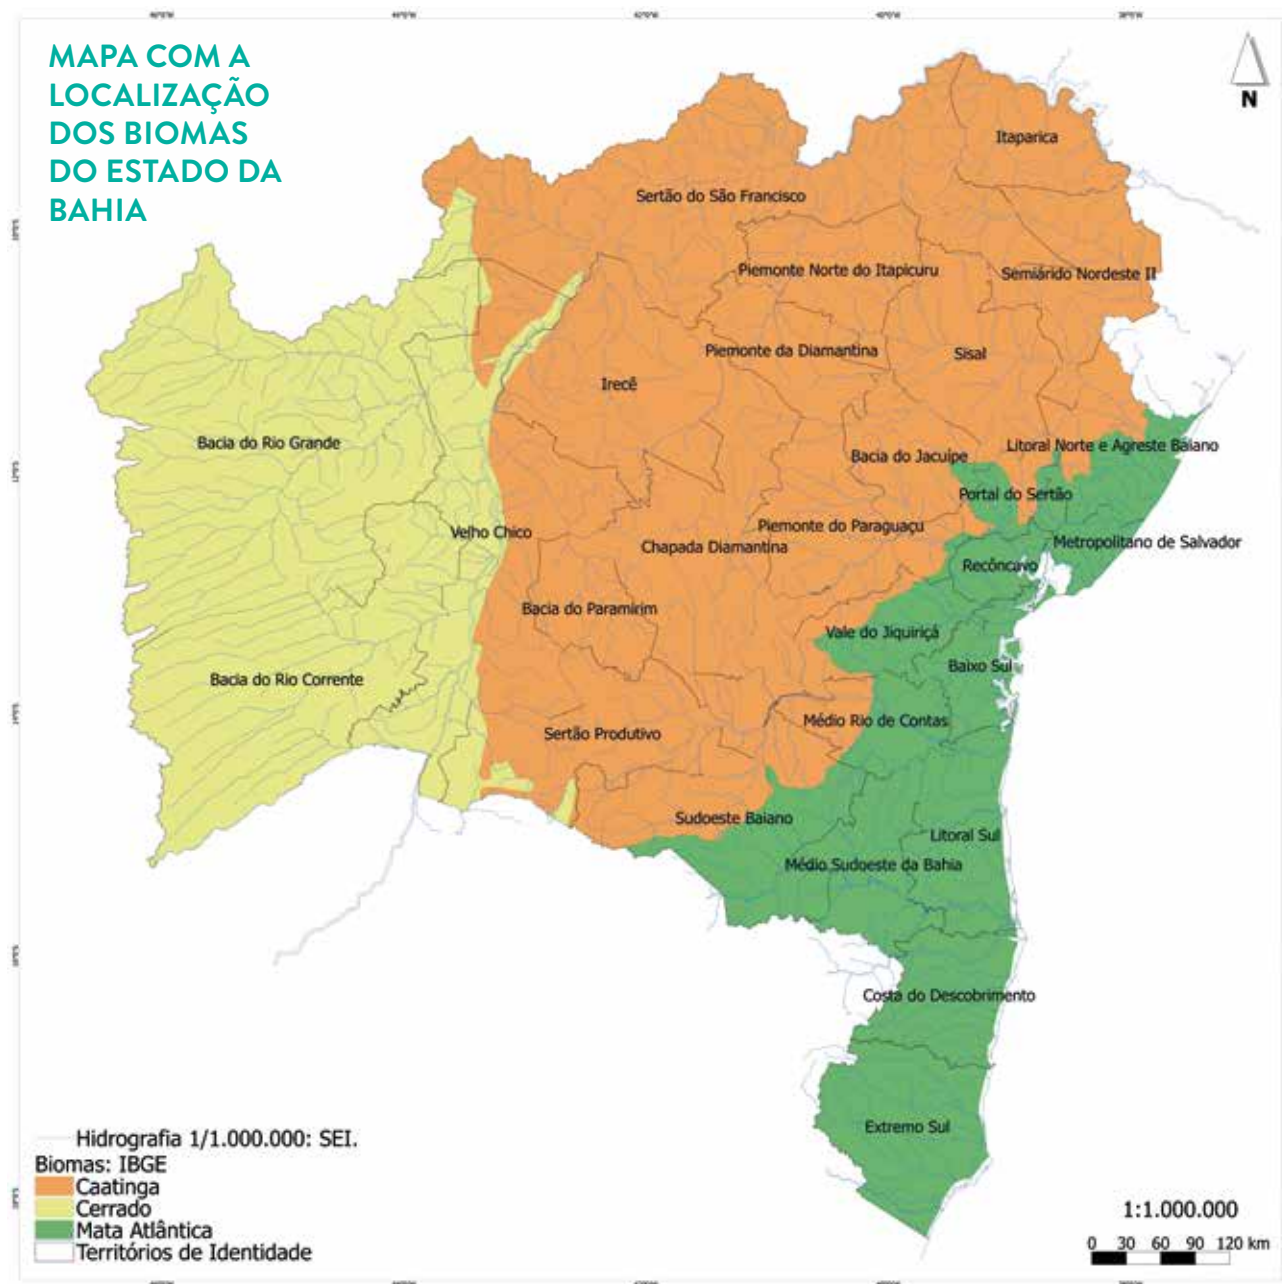 MAPA COM A
LOCALIZAÇÃO
DOS BIOMAS
DO ESTADO DA
BAHIA
N
Itaparica
Sertão do São Francisco
Piemonte Norte do Itapicuru
Semiárido Nordeste II
Piemonte da Diamantina
Sisal
Irecê
Bacia do Rio Grande
Litoral Norte e Agreste Baiano
Bacia do Jacuípe
Portal do Sertão
Piemonte do Paraguaçu
Velho Chico
Chapada Diamantina
Metropolitano de Salvador
Recôncavo
Bacia do Paramirim
Vale do Jiquiriçá
Baixo Sul
Bacia do Rio Corrente
Médio Rio de Contas
Sertão Produtivo
Sudoeste Baiano
Litoral Sul
Médio Sudoeste da Bahia
Costa do Descobrimento
Extremo Sul
Hidrografia 1/1.000.000: SEI.
Biomas: IBGE
Caatinga
Cerrado
Mata Atlântica
Territórios de Identidade
1:1.000.000
0 30 60 90 120 km